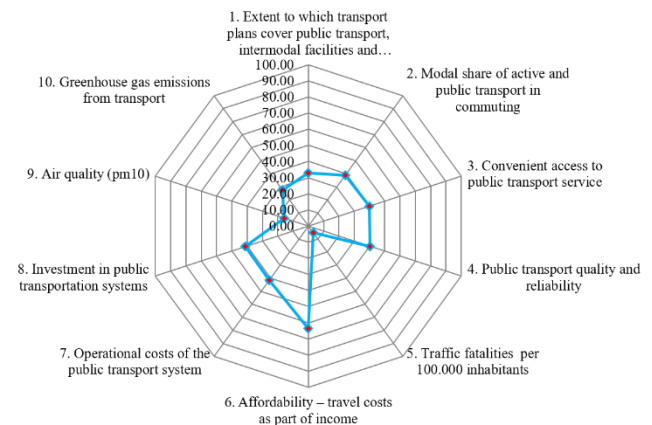 1. Extent to which transport
plans cover public transport,
intermodal facilities and…
100.00
90.00
80.00
70.00
60.00
50.00
40.00
30.00
20.00
10.00
0,00
2. Modal share of active and
public transport in
commuting
3. Convenient access to
public transport service
4. Public transport quality and
reliability
5. Traffic fatalities per
100.000 inhabitants
6. Affordability – travel costs
as part of income
7. Operational costs of the
public transport system
8. Investment in public
transportation systems
9. Air quality (pm10)
10. Greenhouse gas emissions
from transport